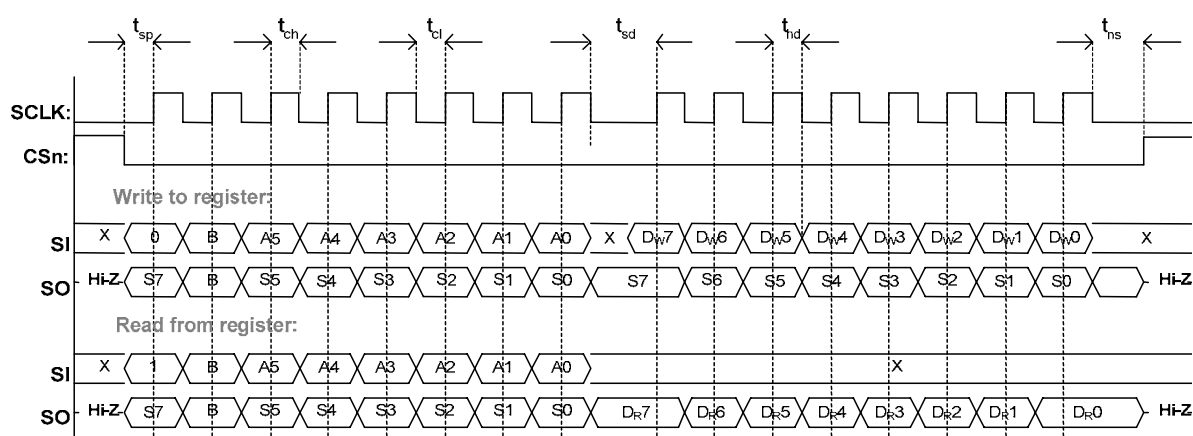 tsp tch tcl tsd thd tns
SCLK:
CSn:
Write to register:
SI X 0 B A5 A4 A3 A2 A1 A0 X DW7 DW6 DW5 DW4 DW3 DW2 DW1 DW0 X
SO Hi-Z S7 B S5 S4 S3 S2 S1 S0 S7 S6 S5 S4 S3 S2 S1 S0 Hi-Z
Read from register:
SI X 1 B A5 A4 A3 A2 A1 A0 X
SO Hi-Z S7 B S5 S4 S3 S2 S1 S0 DR7 DR6 DR5 DR4 DR3 DR2 DR1 DR0 Hi-Z